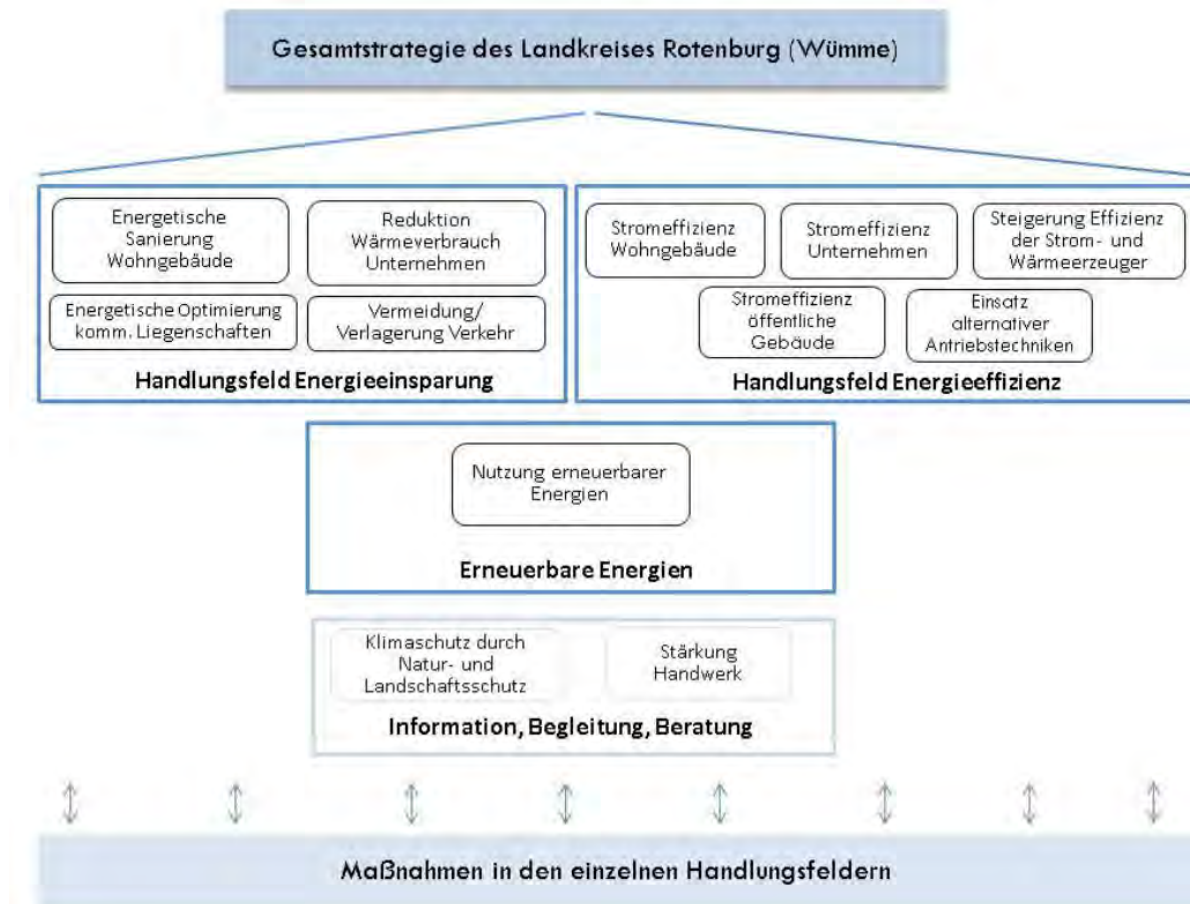 Gesamtstrategie des Landkreises Rotenburg (Wümme)
Energetische
Sanierung
Wohngebäude
Reduktion
Wärmeverbrauch
Unternehmen
Energetische Optimierung
komm. Liegenschaften
Vermeidung/
Verlagerung Verkehr
Handlungsfeld Energieeinsparung
Stromeffizienz
Wohngebäude
Stromeffizienz
Unternehmen
Steigerung Effizienz
der Strom- und
Wärmeerzeuger
Stromeffizienz
öffentliche
Gebäude
Einsatz
alternativer
Antriebstechniken
Handlungsfeld Energieeffizienz
Nutzung erneuerbarer
Energien
Erneuerbare Energien
Klimaschutz durch
Natur- und
Landschaftsschutz
Stärkung
Handwerk
Information, Begleitung, Beratung
Maßnahmen in den einzelnen Handlungsfeldern